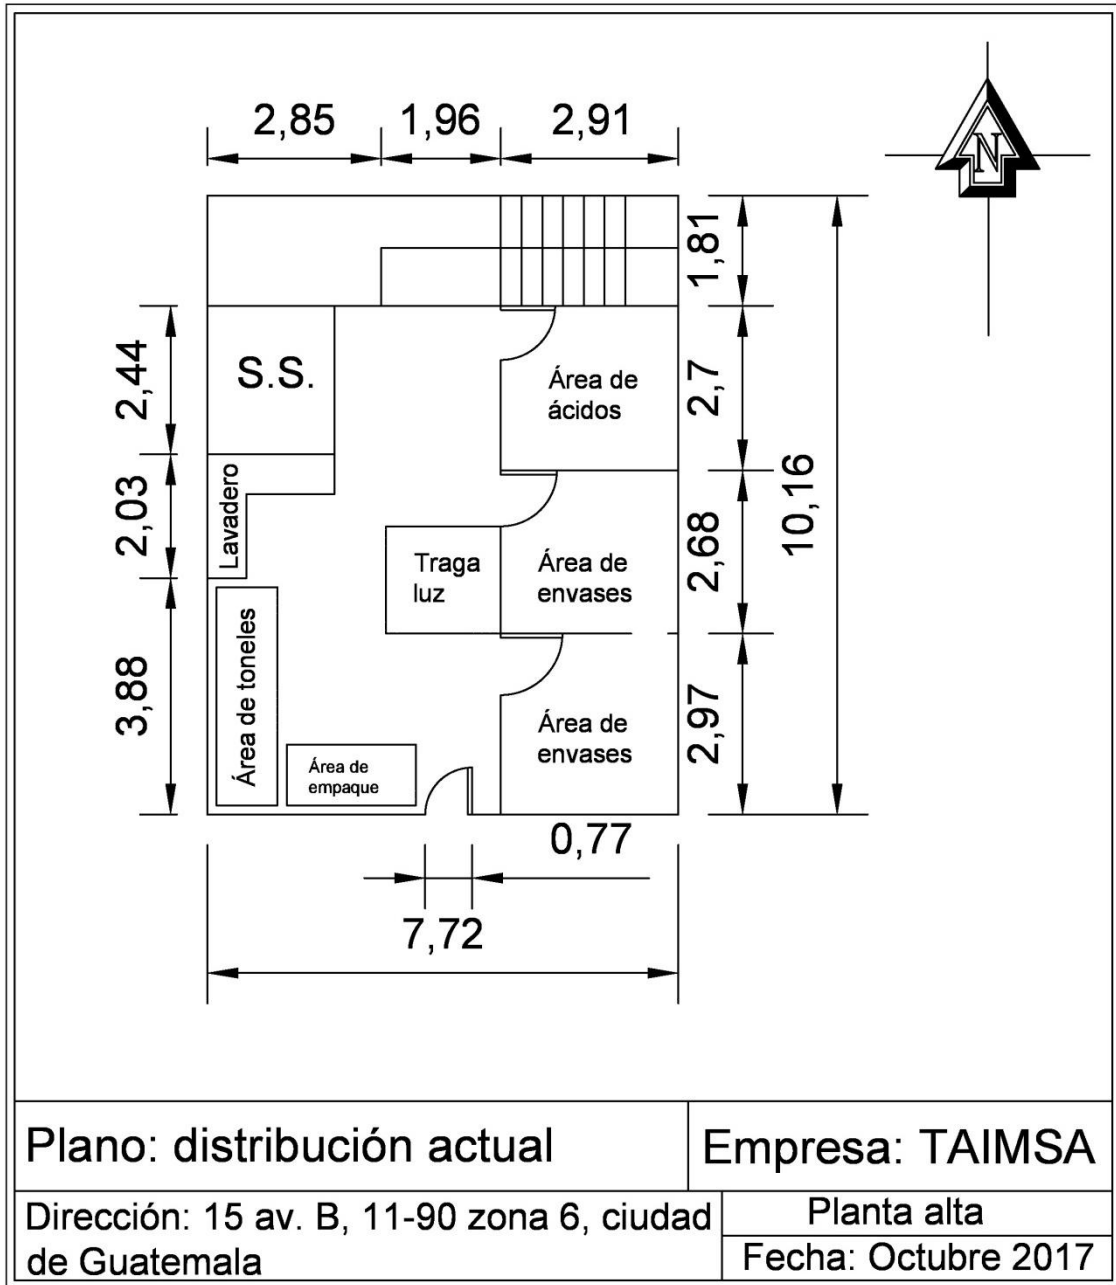 2,85
1,96
2,91
N
1,81
2,44
S.S.
Área de
ácidos
2,7
2,03
Lavadero
10,16
Traga
luz
Área de
envases
2,68
3,88
Área de toneles
Área de
envases
2,97
Área de
empaque
0,77
7,72
Plano: distribución actual
Empresa: TAIMSA
Dirección: 15 av. B, 11-90 zona 6, ciudad
de Guatemala
Planta alta
Fecha: Octubre 2017